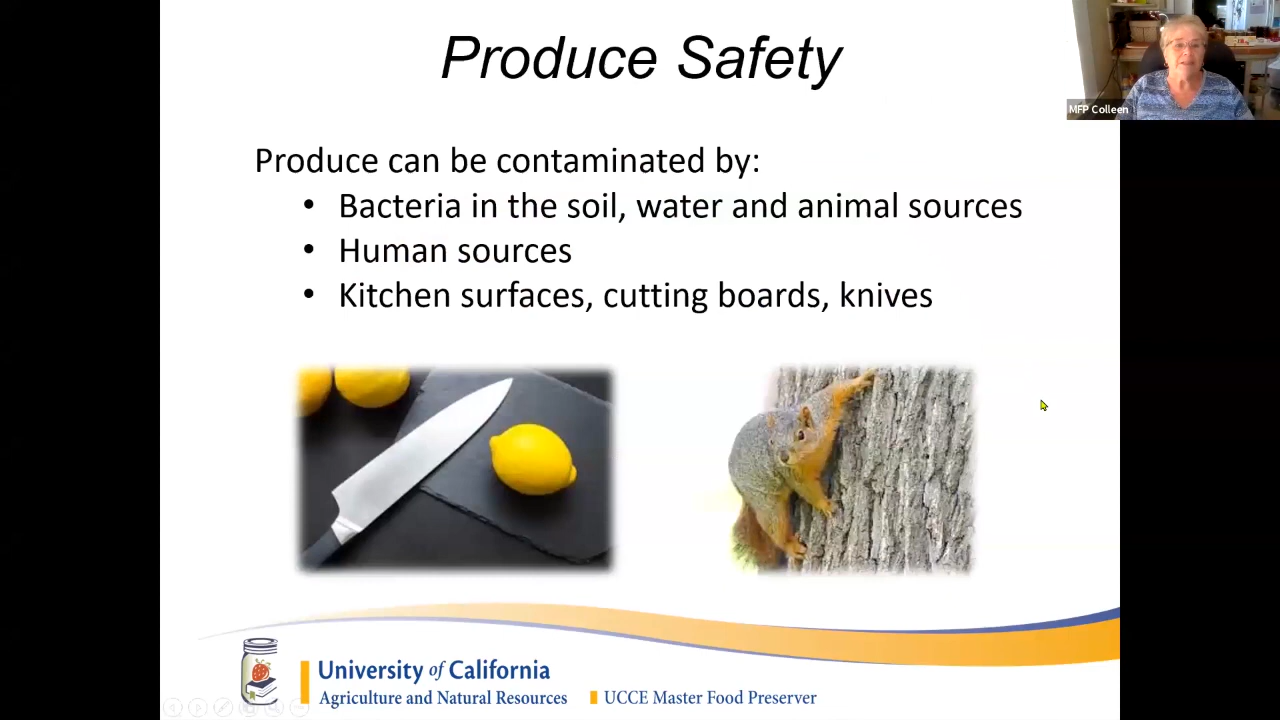 Produce Safety
MFP Colleen
Produce can be contaminated by:
• Bacteria in the soil, water and animal sources
• Human sources
• Kitchen surfaces, cutting boards, knives
University of California
Agriculture and Natural Resources
UCCE Master Food Preserver